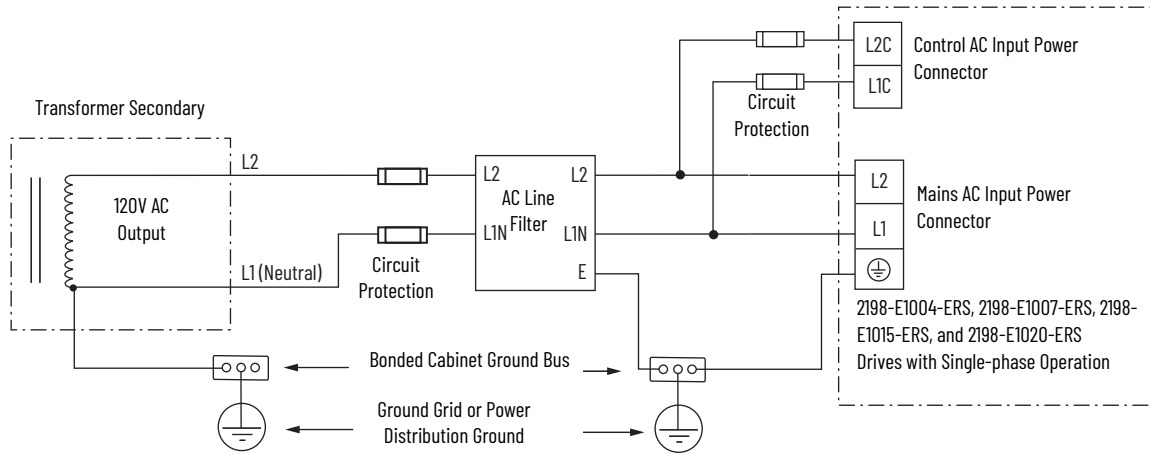 Transformer Secondary
120V AC
Output
L2
L1 (Neutral)
Circuit
Protection
L2
L2
AC Line
Filter
L1N
L1N
E
Circuit
Protection
L2C
L1C
Control AC Input Power
Connector
L2
L1
Mains AC Input Power
Connector
2198-E1004-ERS, 2198-E1007-ERS, 2198-
E1015-ERS, and 2198-E1020-ERS
Drives with Single-phase Operation
Bonded Cabinet Ground Bus
Ground Grid or Power
Distribution Ground